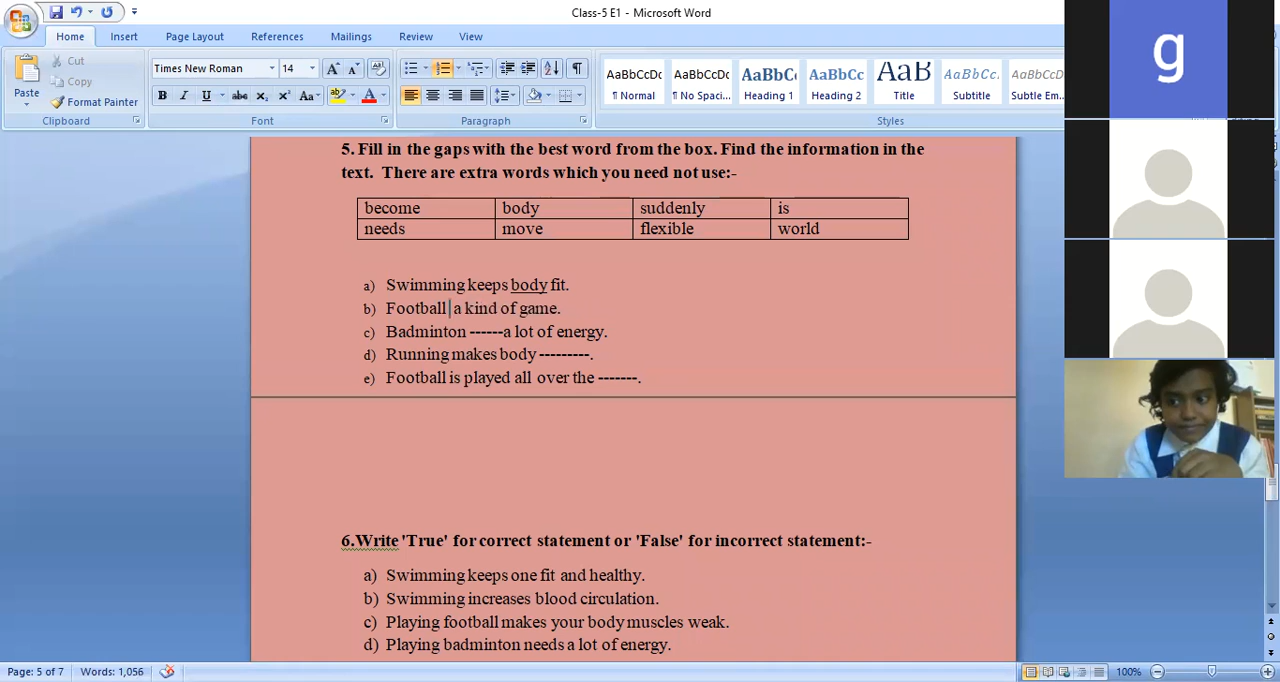 Class-5 E1 - Microsoft Word
Home Insert Page Layout References Mailings Review View
Paste Cut Copy Format Painter
Times New Roman 14
B I U abc X₂ X² Aa A
AaBbCcDc AaBbCcDc AaBbCc AaBbCc AaB AaBbCc. AaBbCcDc
¶ Normal ¶ No Spaci... Heading 1 Heading 2 Title Subtitle Subtle Em...
Clipboard Font Paragraph Styles
g
5. Fill in the gaps with the best word from the box. Find the information in the
text. There are extra words which you need not use:-
become body suddenly is
needs move flexible world
a) Swimming keeps body fit.
b) Football a kind of game.
c) Badminton ------a lot of energy.
d) Running makes body ---------.
e) Football is played all over the -------.
6.Write 'True' for correct statement or 'False' for incorrect statement:-
a) Swimming keeps one fit and healthy.
b) Swimming increases blood circulation.
c) Playing football makes your body muscles weak.
d) Playing badminton needs a lot of energy.
Page: 5 of 7 Words: 1,056 100%